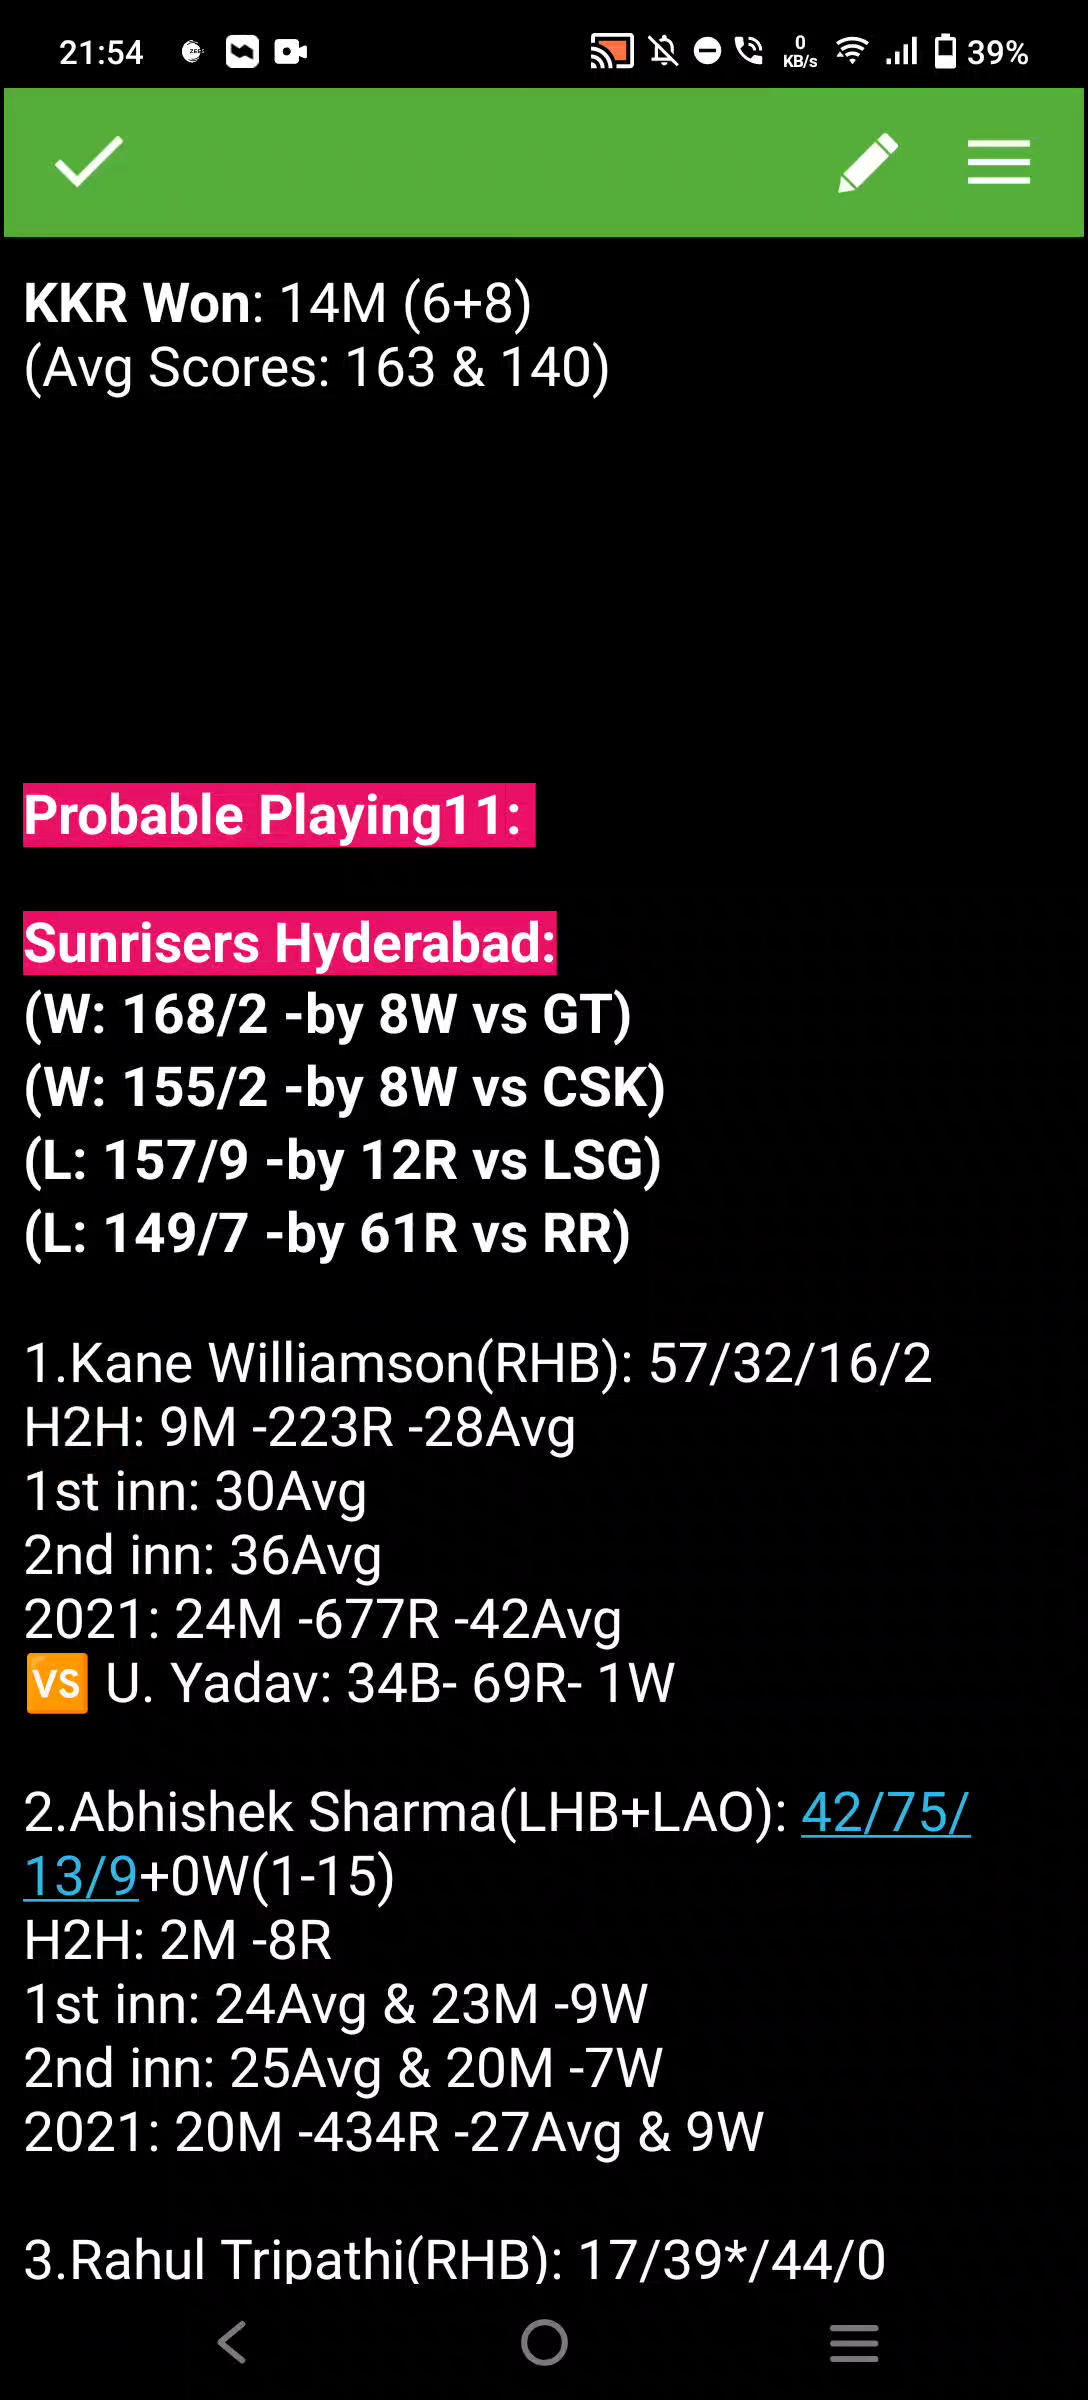 21:54
0
KB/s
39%
KKR Won: 14M (6+8)
(Avg Scores: 163 & 140)
Probable Playing11:
Sunrisers Hyderabad:
(W: 168/2 -by 8W vs GT)
(W: 155/2 -by 8W vs CSK)
(L: 157/9 -by 12R vs LSG)
(L: 149/7 -by 61R vs RR)
1.Kane Williamson(RHB): 57/32/16/2
H2H: 9M -223R -28Avg
1st inn: 30Avg
2nd inn: 36Avg
2021: 24M -677R -42Avg
VS U. Yadav: 34B- 69R- 1W
2.Abhishek Sharma(LHB+LAO): 42/75/
13/9+0W(1-15)
H2H: 2M -8R
1st inn: 24Avg & 23M -9W
2nd inn: 25Avg & 20M -7W
2021: 20M -434R -27Avg & 9W
3.Rahul Tripathi(RHB): 17/39*/44/0